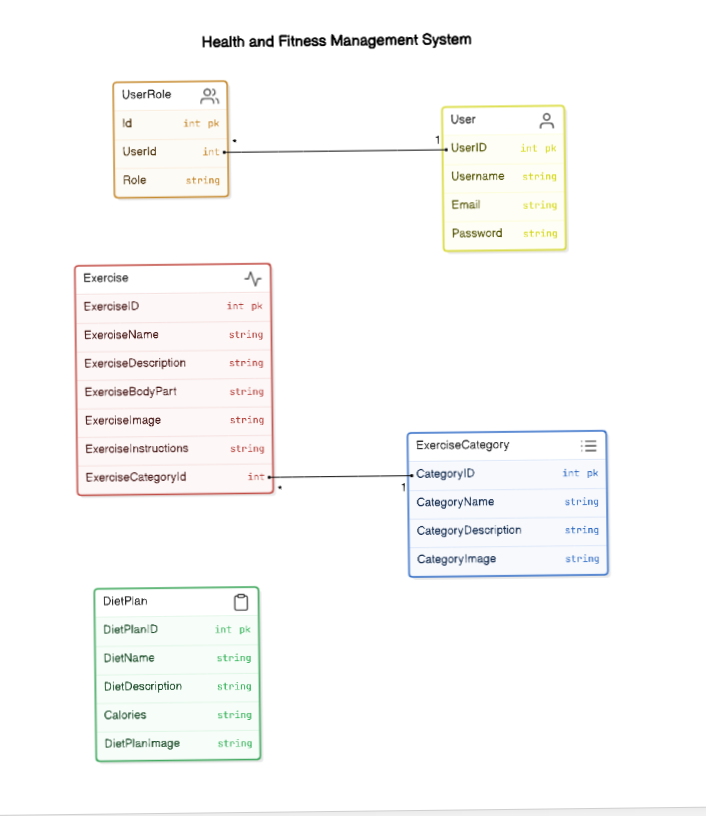 Health and Fitness Management System
UserRole
Id int pk
UserId int
Role string
*
1
User
UserID int pk
Username string
Email string
Password string
Exercise
ExerciseID int pk
ExerciseName string
ExerciseDescription string
ExerciseBodyPart string
ExerciseImage string
ExerciseInstructions string
ExerciseCategoryId int
*
1
ExerciseCategory
CategoryID int pk
CategoryName string
CategoryDescription string
CategoryImage string
DietPlan
DietPlanID int pk
DietName string
DietDescription string
Calories string
DietPlanImage string